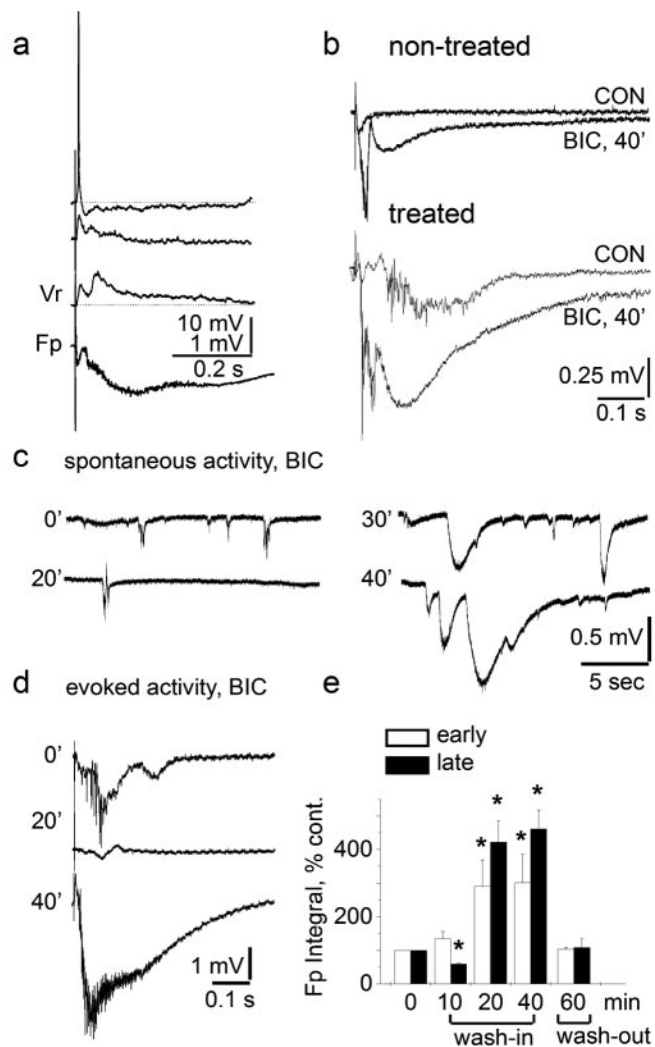 a
Vr
Fp
10 mV
1 mV
0.2 s
b
non-treated
CON
BIC, 40'
treated
CON
BIC, 40'
0.25 mV
0.1 s
c
spontaneous activity, BIC
0'
20'
30'
40'
0.5 mV
5 sec
d
evoked activity, BIC
0'
20'
40'
1 mV
0.1 s
e
early
late
Fp Integral, % cont.
400
200
100
0
* * * * *
0 10 20 40 60 min
wash-in wash-out